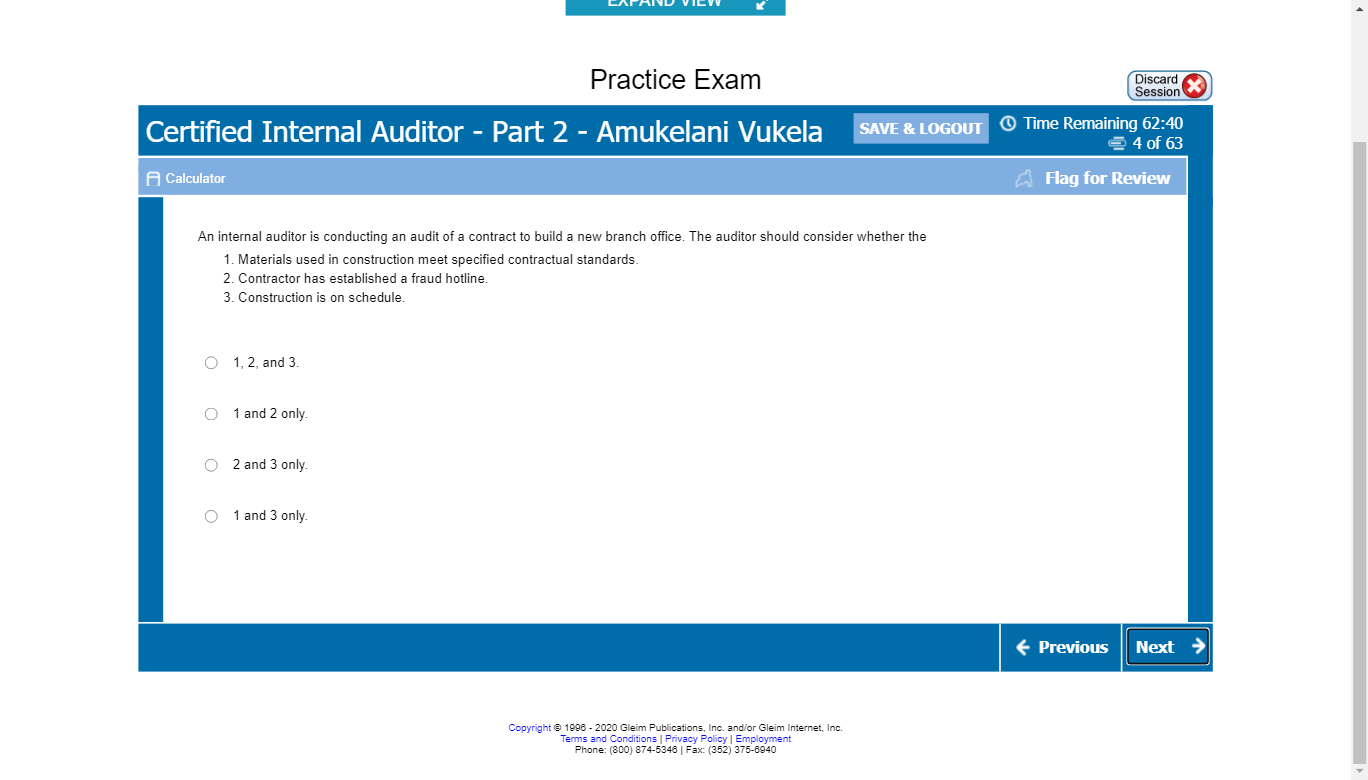 EXPAND VIEW
Practice Exam
Discard
Session
Certified Internal Auditor - Part 2 - Amukelani Vukela
SAVE & LOGOUT
Time Remaining 62:40
4 of 63
Calculator
Flag for Review
An internal auditor is conducting an audit of a contract to build a new branch office. The auditor should consider whether the
1. Materials used in construction meet specified contractual standards.
2. Contractor has established a fraud hotline.
3. Construction is on schedule.
1, 2, and 3.
1 and 2 only.
2 and 3 only.
1 and 3 only.
Previous
Next
Copyright © 1996 - 2020 Gleim Publications, Inc. and/or Gleim Internet, Inc.
Terms and Conditions | Privacy Policy | Employment
Phone: (800) 874-5346 | Fax: (352) 375-6940